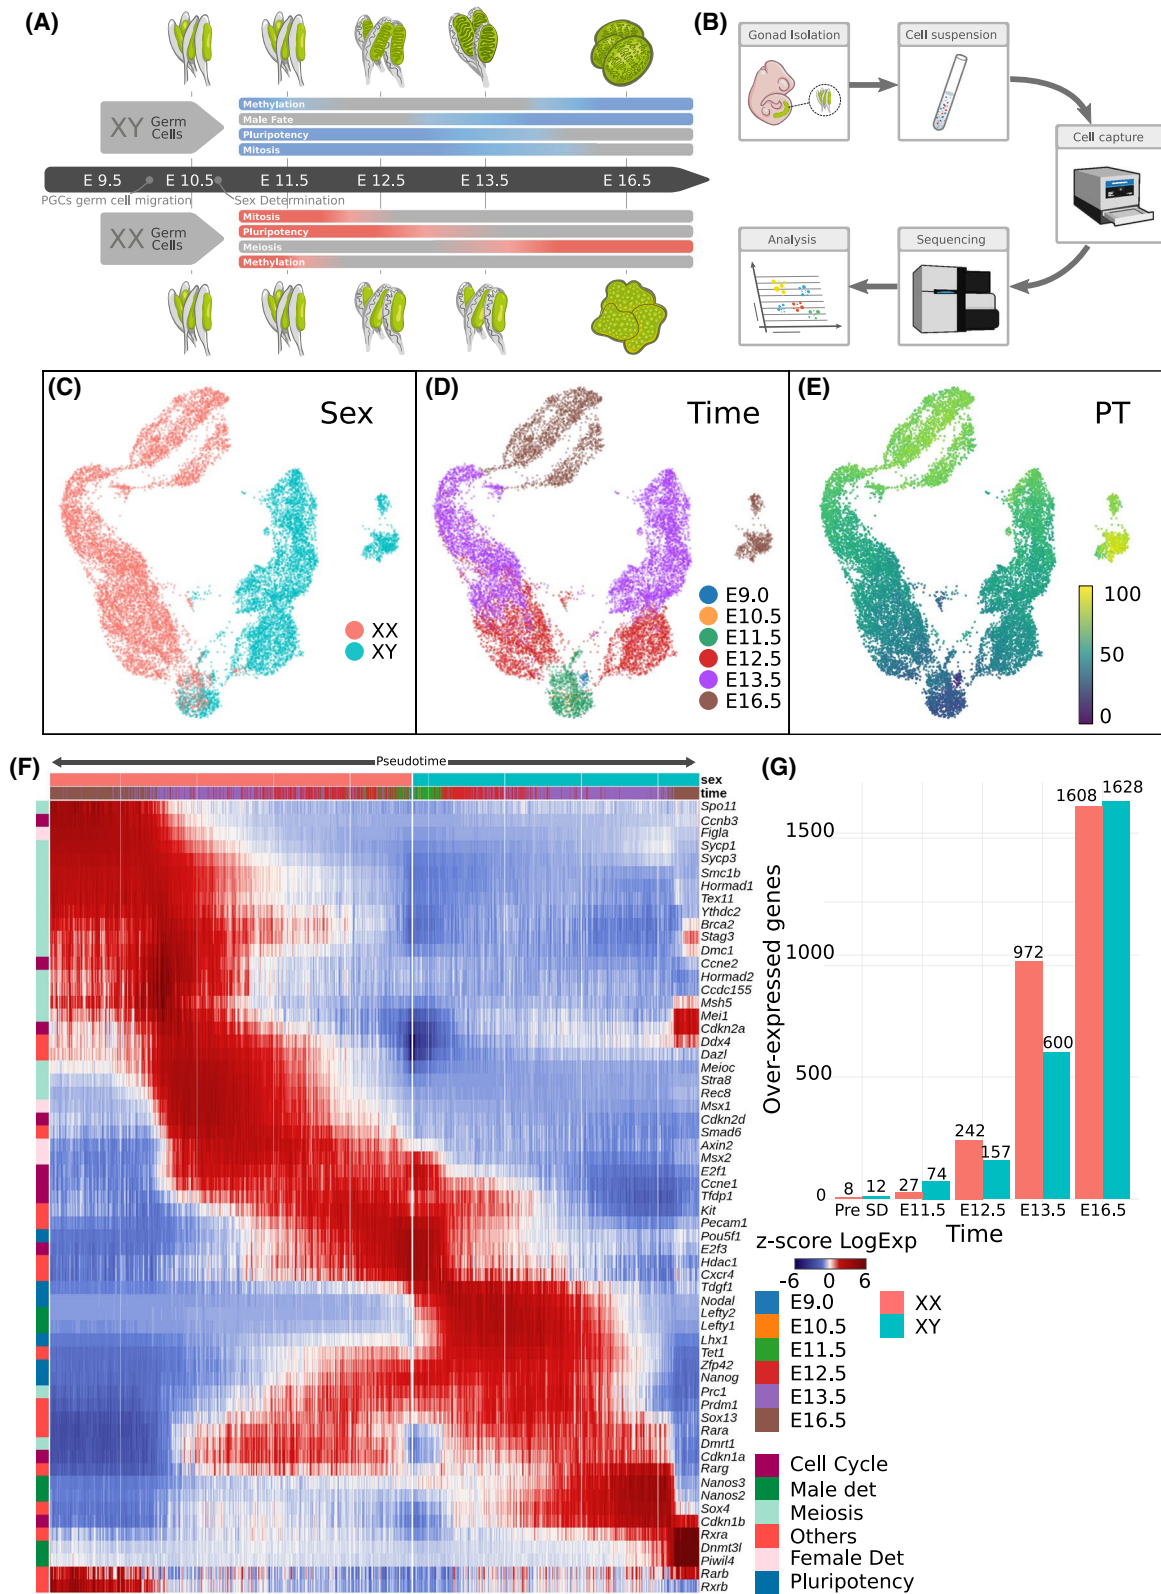 (A)
XY Germ
Cells
Methylation
Male Fate
Pluripotency
Mitosis
E 9.5 E 10.5 E 11.5 E 12.5 E 13.5 E 16.5
PGCs germ cell migration Sex Determination
XX Germ
Cells
Mitosis
Pluripotency
Meiosis
Methylation
(B)
Gonad Isolation
Cell suspension
Cell capture
Analysis
Sequencing
(C)
Sex
XX
XY
(D)
Time
E9.0
E10.5
E11.5
E12.5
E13.5
E16.5
(E)
PT
100
50
0
(F)
Pseudotime
sex
time
Spo11
Ccnb3
Figla
Sycp1
Sycp3
Smc1b
Hormad1
Tex11
Ythdc2
Brca2
Stag3
Dmc1
Ccne2
Hormad2
Ccdc155
Msh5
Mei1
Cdkn2a
Ddx4
Dazl
Meioc
Stra8
Rec8
Msx1
Cdkn2d
Smad6
Axin2
Msx2
E2f1
Ccne1
Tfdp1
Kit
Pecam1
Pou5f1
E2f3
Hdac1
Cxcr4
Tdgf1
Nodal
Lefty2
Lefty1
Lhx1
Tet1
Zfp42
Nanog
Prc1
Prdm1
Sox13
Rara
Dmrt1
Cdkn1a
Rarg
Nanos3
Nanos2
Sox4
Cdkn1b
Rxra
Dnmt3l
Piwil4
Rarb
Rxrb
(G)
Over-expressed genes
1500
1000
500
0
8 12
27 74
242 157
972 600
1608 1628
Pre SD E11.5 E12.5 E13.5 E16.5
Time
z-score LogExp
-6 0 6
E9.0
E10.5
E11.5
E12.5
E13.5
E16.5
XX
XY
Cell Cycle
Male det
Meiosis
Others
Female Det
Pluripotency